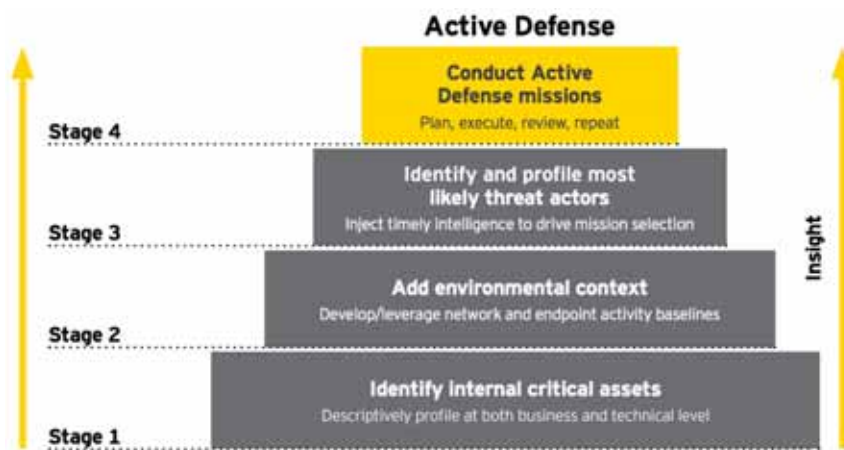 Active Defense
Conduct Active
Defense missions
Plan, execute, review, repeat
Stage 4
Identify and profile most
likely threat actors
Inject timely intelligence to drive mission selection
Stage 3
Add environmental context
Develop/leverage network and endpoint activity baselines
Stage 2
Identify internal critical assets
Descriptively profile at both business and technical level
Stage 1
Insight